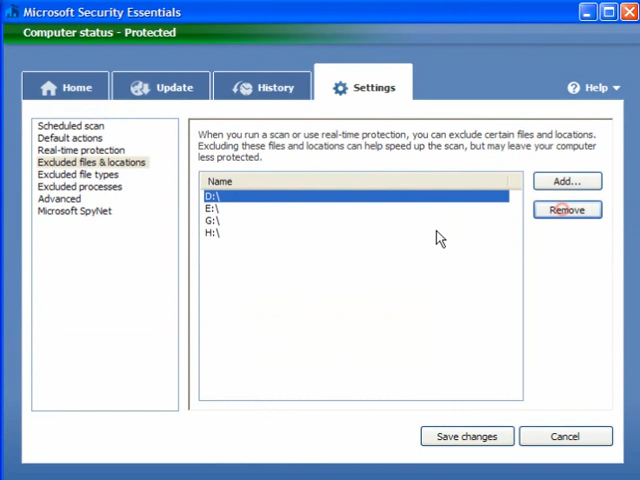 Microsoft Security Essentials
Computer status - Protected
Home
Update
History
Settings
Help
Scheduled scan
Default actions
Real-time protection
Excluded files & locations
Excluded file types
Excluded processes
Advanced
Microsoft SpyNet
When you run a scan or use real-time protection, you can exclude certain files and locations.
Excluding these files and locations can help speed up the scan, but may leave your computer
less protected.
Name
D:\
E:\
G:\
H:\
Add...
Remove
Save changes
Cancel